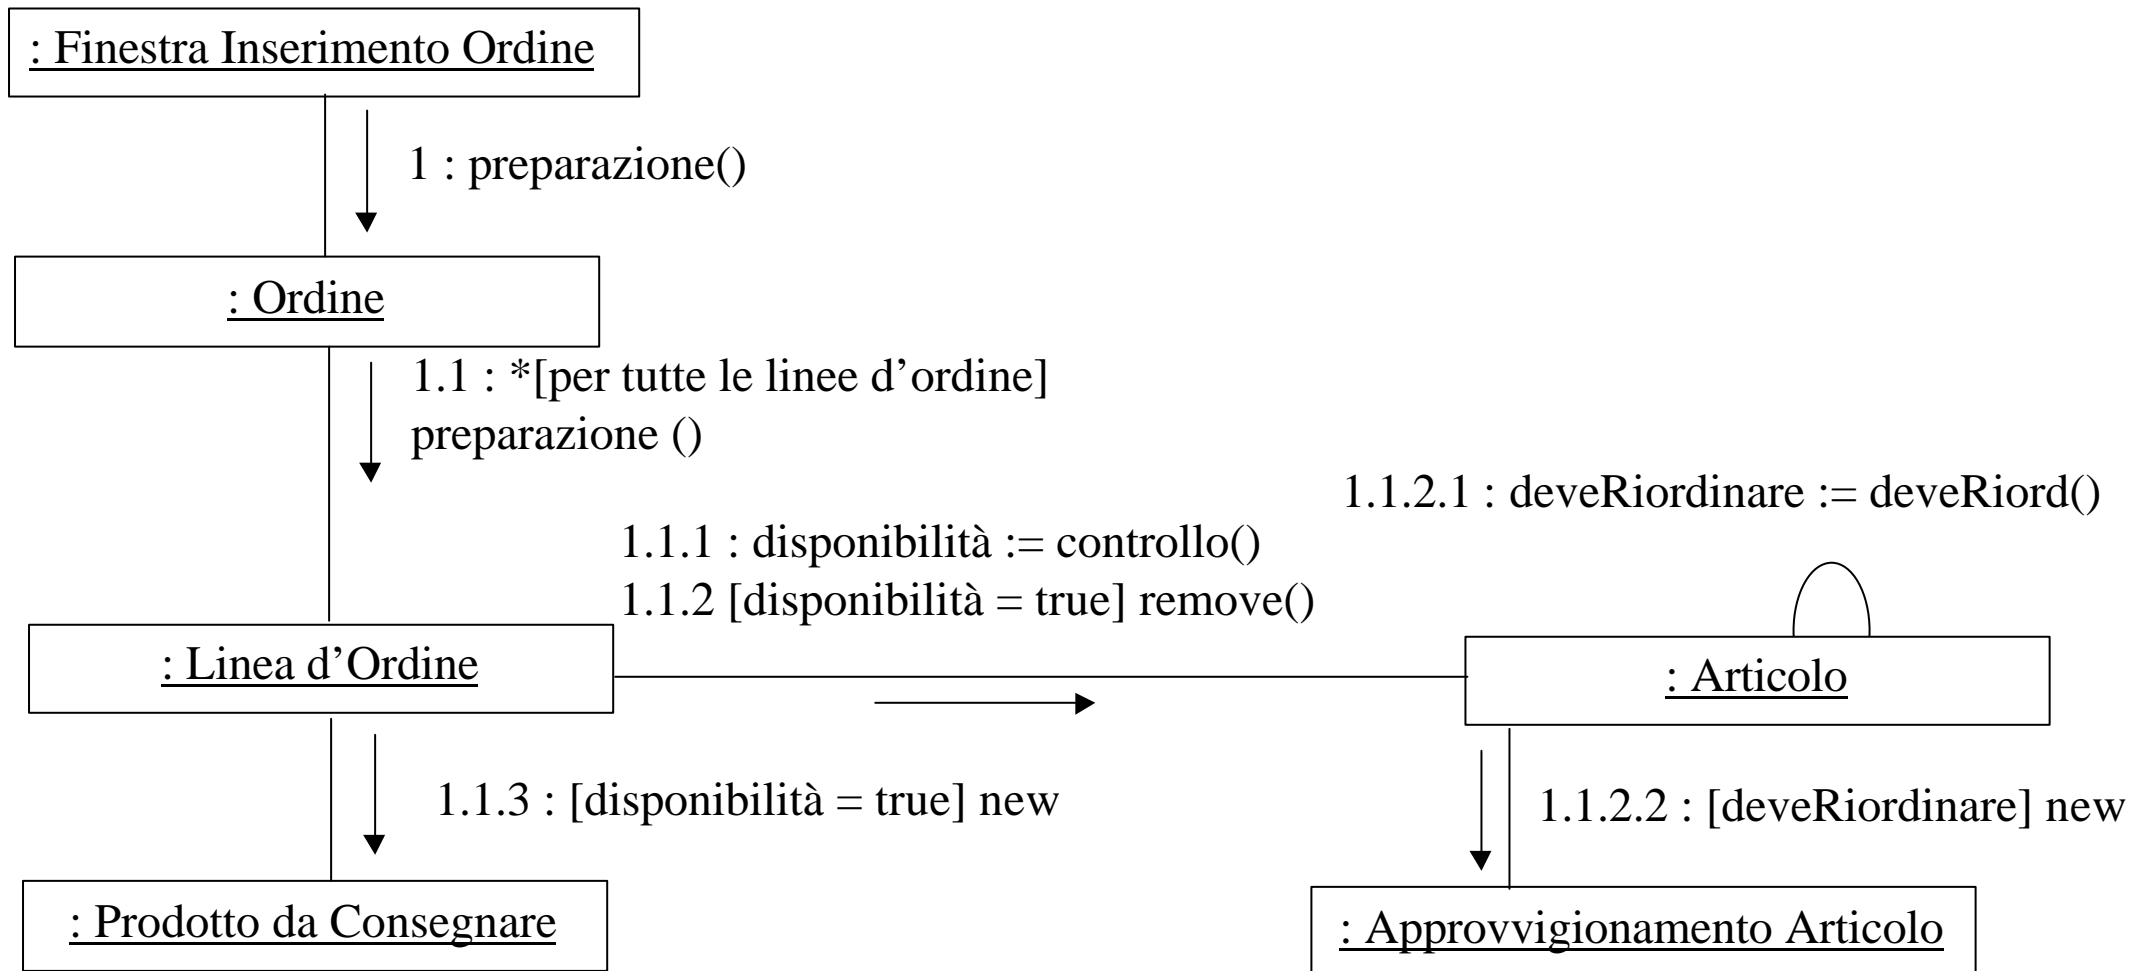 : Finestra Inserimento Ordine
1 : preparazione()
: Ordine
1.1 : *[per tutte le linee d’ordine]
preparazione ()
1.1.2.1 : deveRiordinare := deveRiord()
1.1.1 : disponibilità := controllo()
1.1.2 [disponibilità = true] remove()
: Linea d’Ordine
: Articolo
1.1.3 : [disponibilità = true] new
1.1.2.2 : [deveRiordinare] new
: Prodotto da Consegnare
: Approvvigionamento Articolo